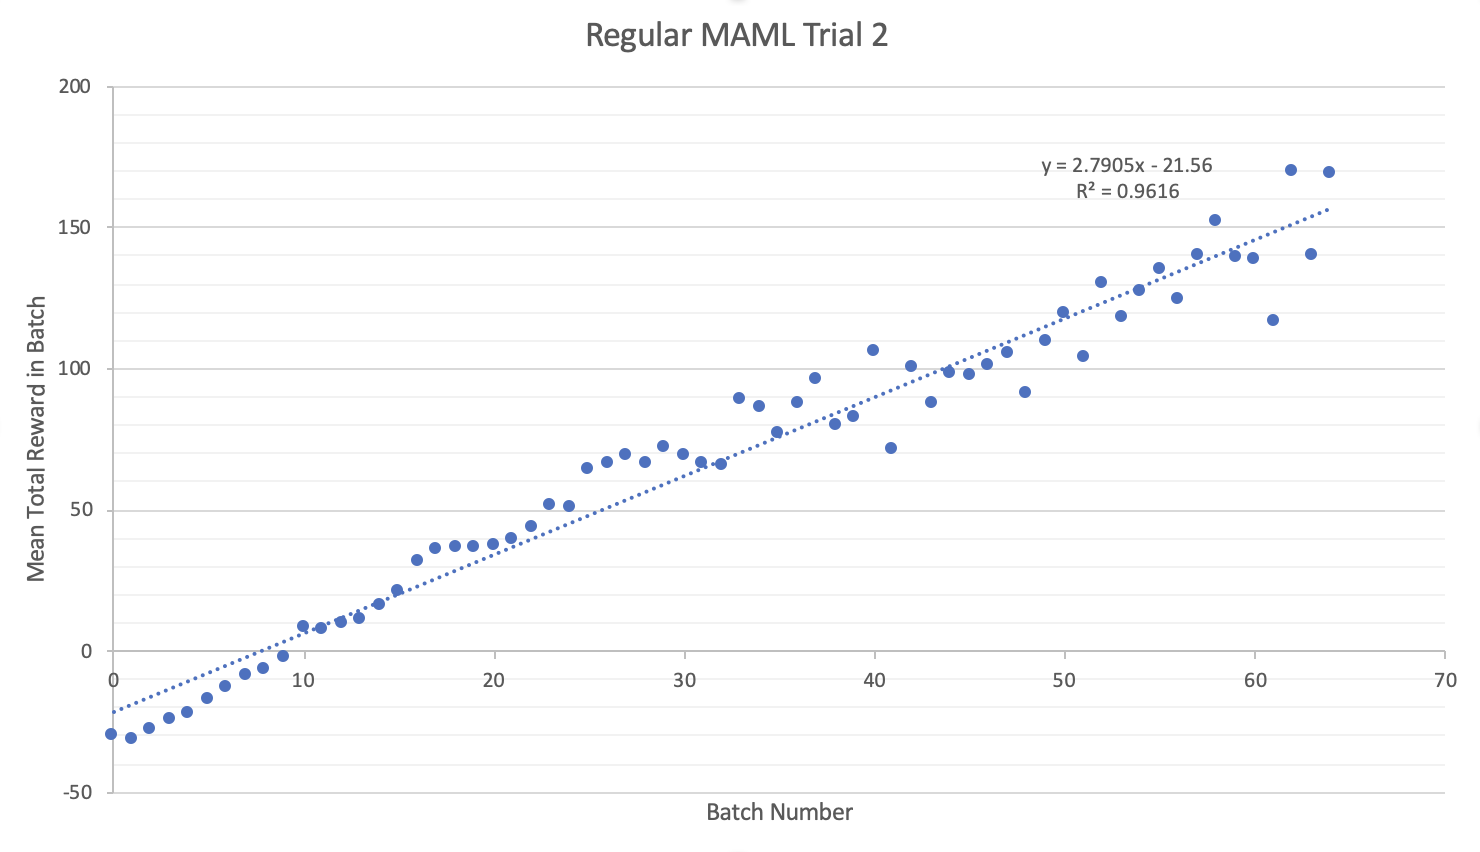 Regular MAML Trial 2
200
150
100
50
0
-50
0 10 20 30 40 50 60 70
y = 2.7905x - 21.56
R² = 0.9616
Mean Total Reward in Batch
Batch Number